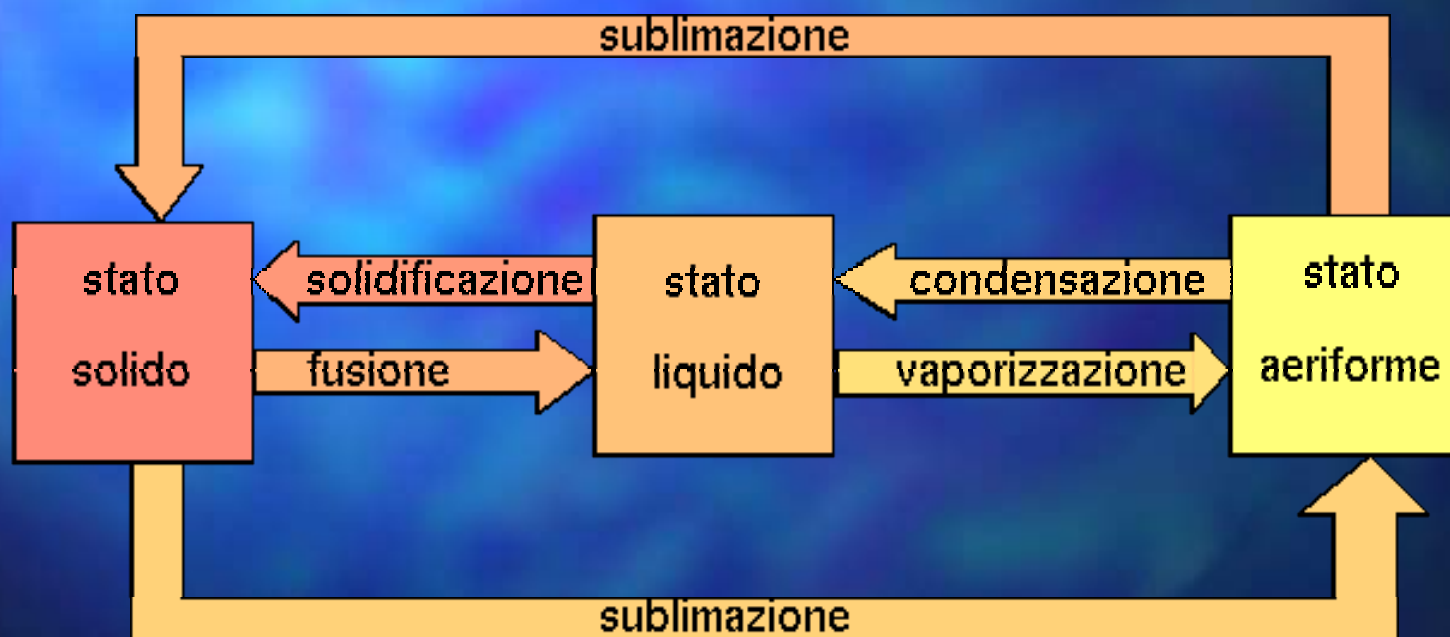 sublimazione
stato
solido
solidificazione
fusione
stato
liquido
condensazione
vaporizzazione
stato
aeriforme
sublimazione